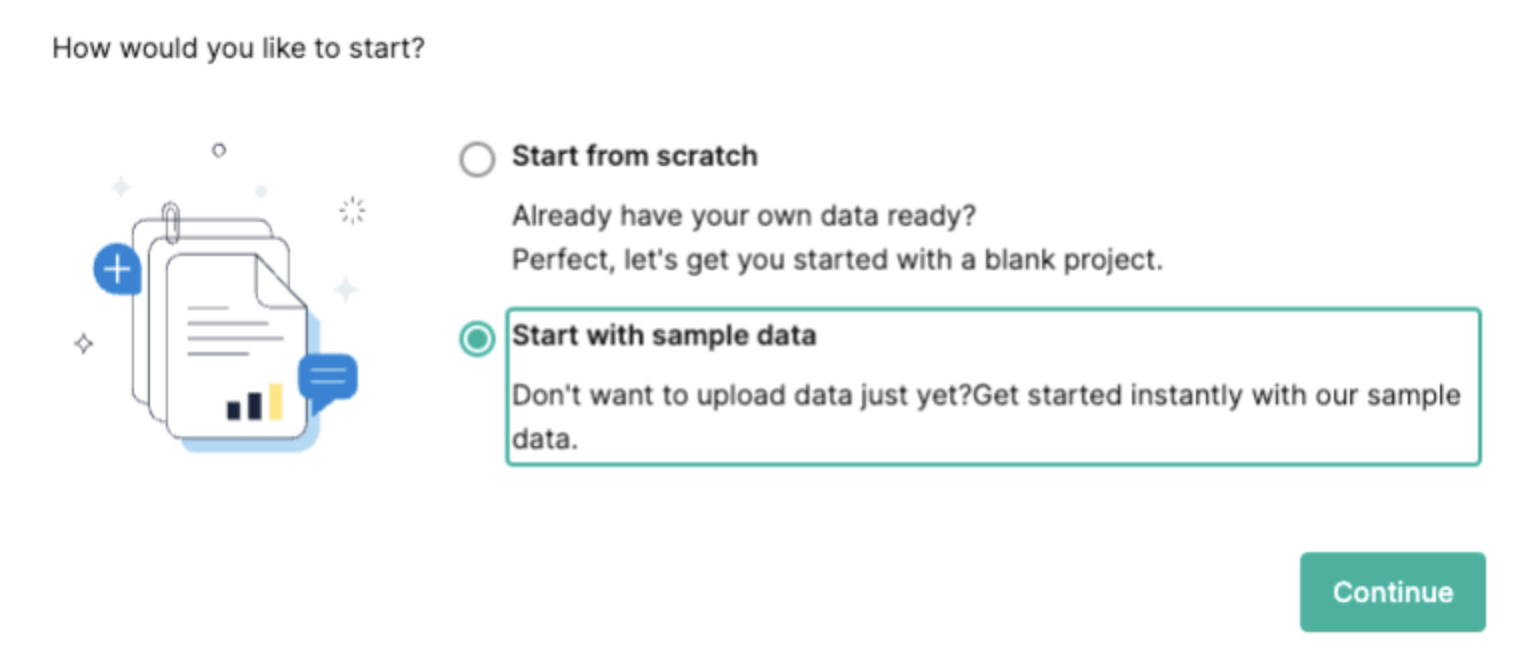 How would you like to start?
Start from scratch
Already have your own data ready?
Perfect, let's get you started with a blank project.
Start with sample data
Don't want to upload data just yet?Get started instantly with our sample
data.
Continue